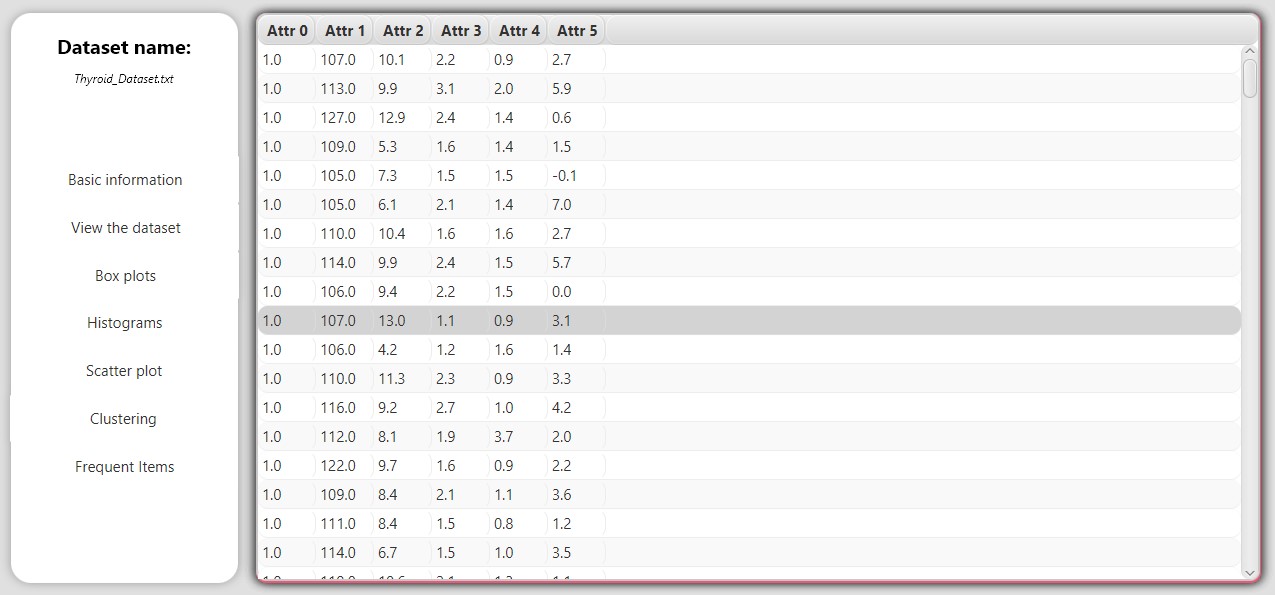 Dataset name:
Thyroid_Dataset.txt
Basic information
View the dataset
Box plots
Histograms
Scatter plot
Clustering
Frequent Items
Attr 0 Attr 1 Attr 2 Attr 3 Attr 4 Attr 5
1.0 107.0 10.1 2.2 0.9 2.7
1.0 113.0 9.9 3.1 2.0 5.9
1.0 127.0 12.9 2.4 1.4 0.6
1.0 109.0 5.3 1.6 1.4 1.5
1.0 105.0 7.3 1.5 1.5 -0.1
1.0 105.0 6.1 2.1 1.4 7.0
1.0 110.0 10.4 1.6 1.6 2.7
1.0 114.0 9.9 2.4 1.5 5.7
1.0 106.0 9.4 2.2 1.5 0.0
1.0 107.0 13.0 1.1 0.9 3.1
1.0 106.0 4.2 1.2 1.6 1.4
1.0 110.0 11.3 2.3 0.9 3.3
1.0 116.0 9.2 2.7 1.0 4.2
1.0 112.0 8.1 1.9 3.7 2.0
1.0 122.0 9.7 1.6 0.9 2.2
1.0 109.0 8.4 2.1 1.1 3.6
1.0 111.0 8.4 1.5 0.8 1.2
1.0 114.0 6.7 1.5 1.0 3.5